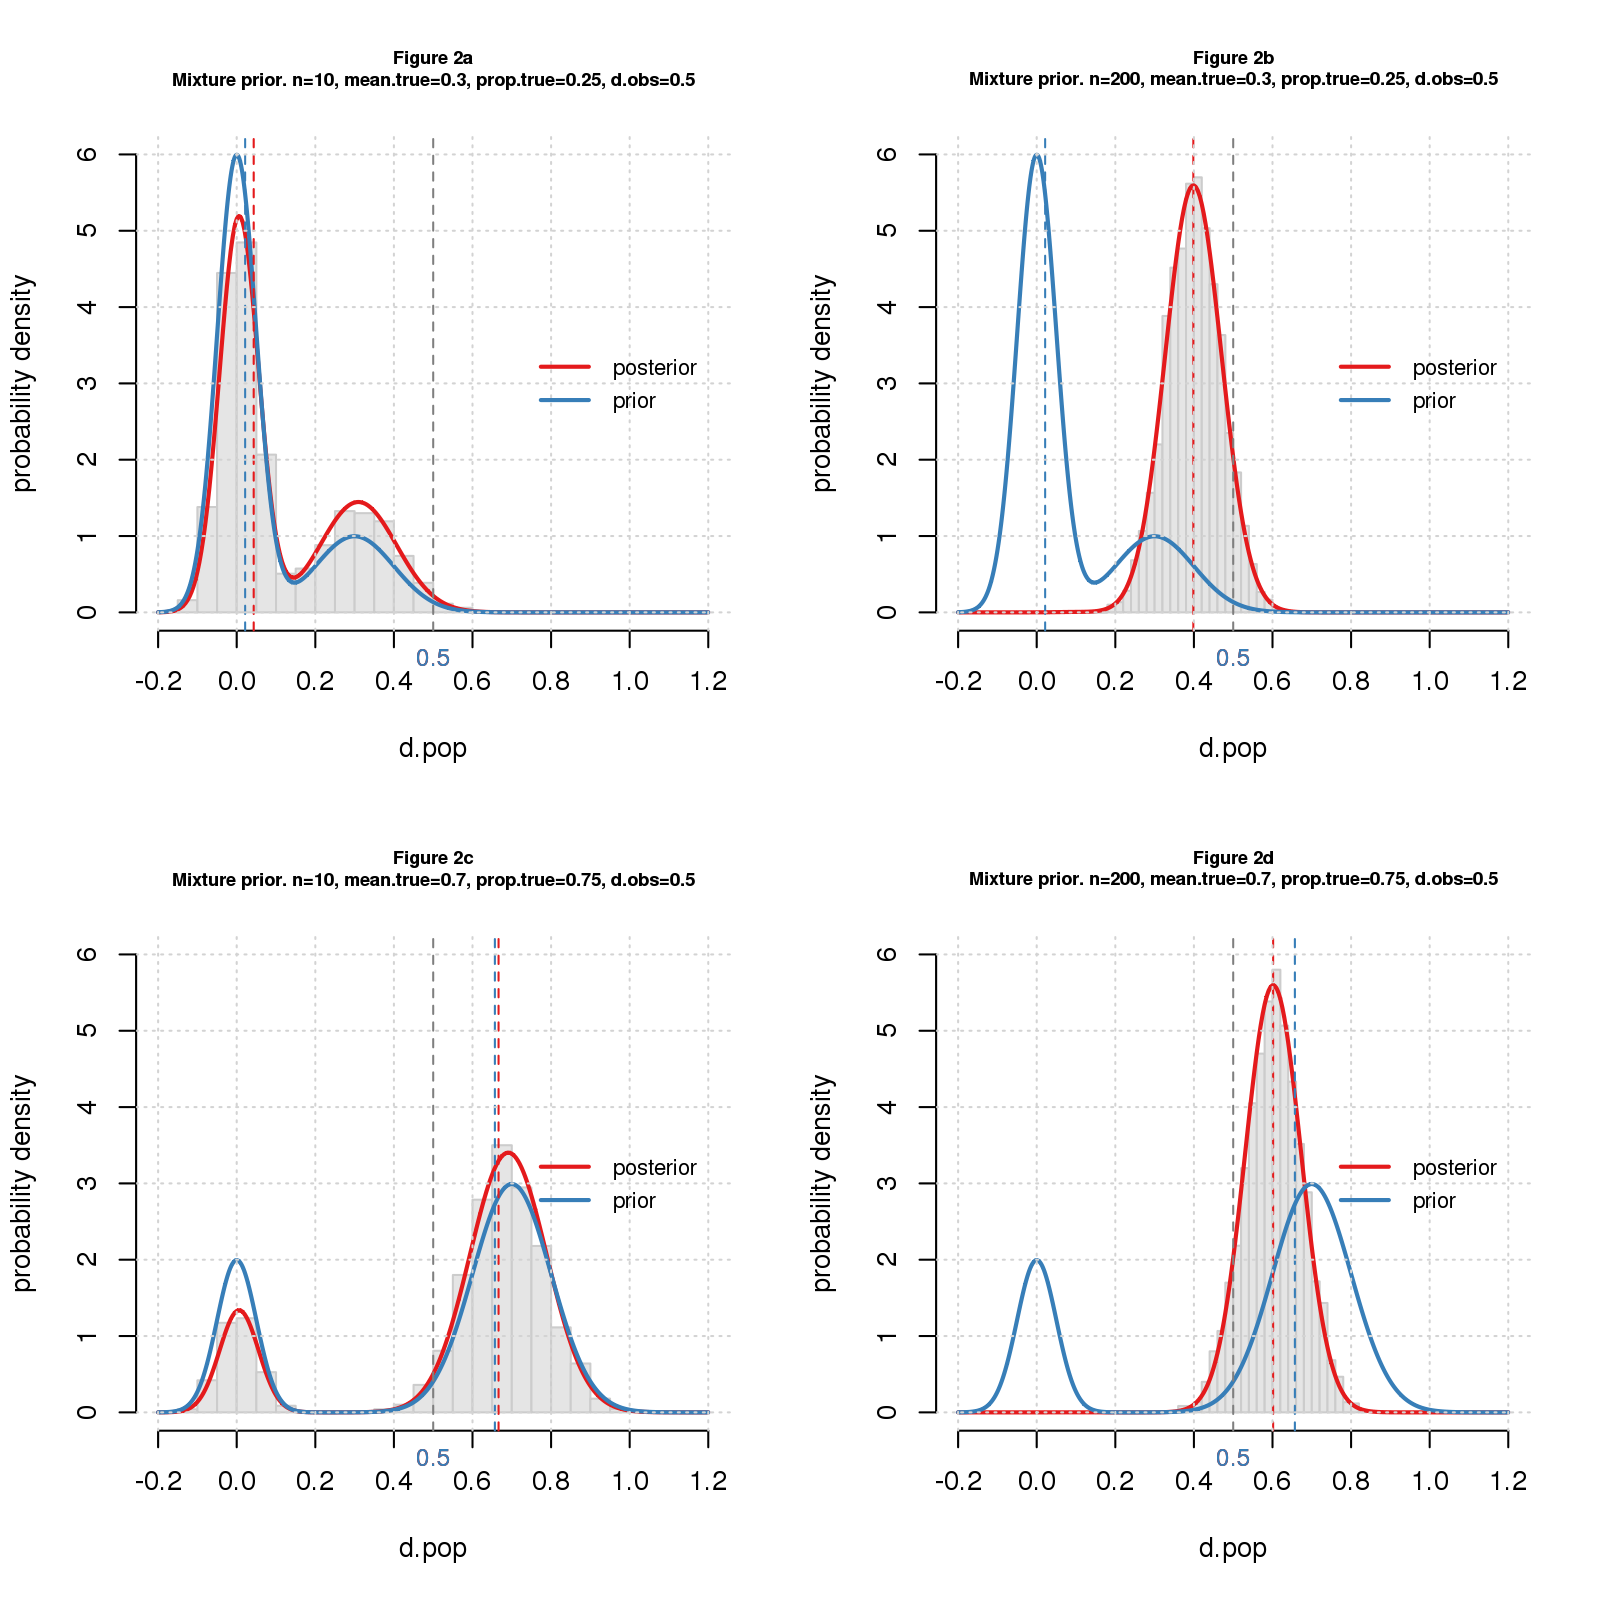 Figure 2a
Mixture prior. n=10, mean.true=0.3, prop.true=0.25, d.obs=0.5
probability density
6
5
4
3
2
1
0
posterior
prior
0.5
-0.2 0.0 0.2 0.4 0.6 0.8 1.0 1.2
d.pop
Figure 2b
Mixture prior. n=200, mean.true=0.3, prop.true=0.25, d.obs=0.5
probability density
6
5
4
3
2
1
0
posterior
prior
0.5
-0.2 0.0 0.2 0.4 0.6 0.8 1.0 1.2
d.pop
Figure 2c
Mixture prior. n=10, mean.true=0.7, prop.true=0.75, d.obs=0.5
probability density
6
5
4
3
2
1
0
posterior
prior
0.5
-0.2 0.0 0.2 0.4 0.6 0.8 1.0 1.2
d.pop
Figure 2d
Mixture prior. n=200, mean.true=0.7, prop.true=0.75, d.obs=0.5
probability density
6
5
4
3
2
1
0
posterior
prior
0.5
-0.2 0.0 0.2 0.4 0.6 0.8 1.0 1.2
d.pop